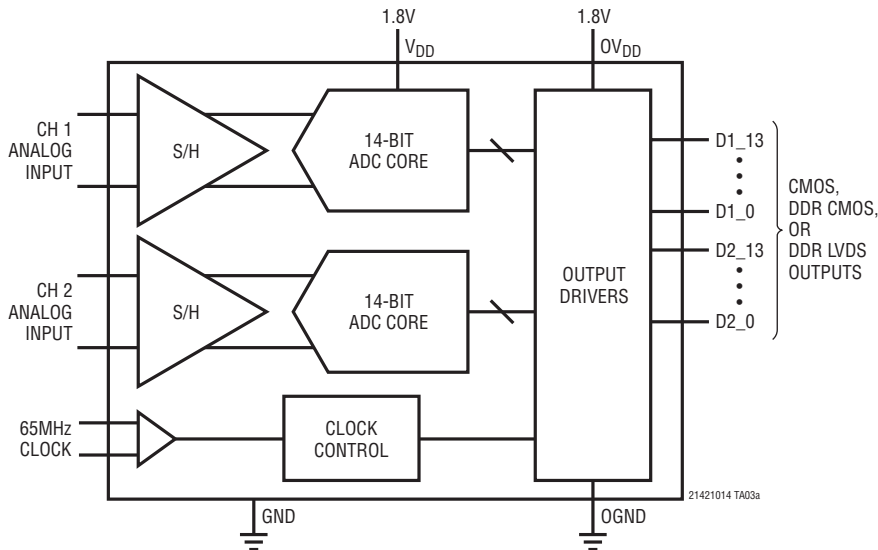 1.8V
1.8V
VDD
OVDD
CH 1
ANALOG
INPUT
S/H
14-BIT
ADC CORE
D1_13
D1_0
CMOS,
DDR CMOS,
OR
DDR LVDS
OUTPUTS
OUTPUT
DRIVERS
D2_13
D2_0
CH 2
ANALOG
INPUT
S/H
14-BIT
ADC CORE
65MHz
CLOCK
CLOCK
CONTROL
21421014 TA03a
GND
OGND